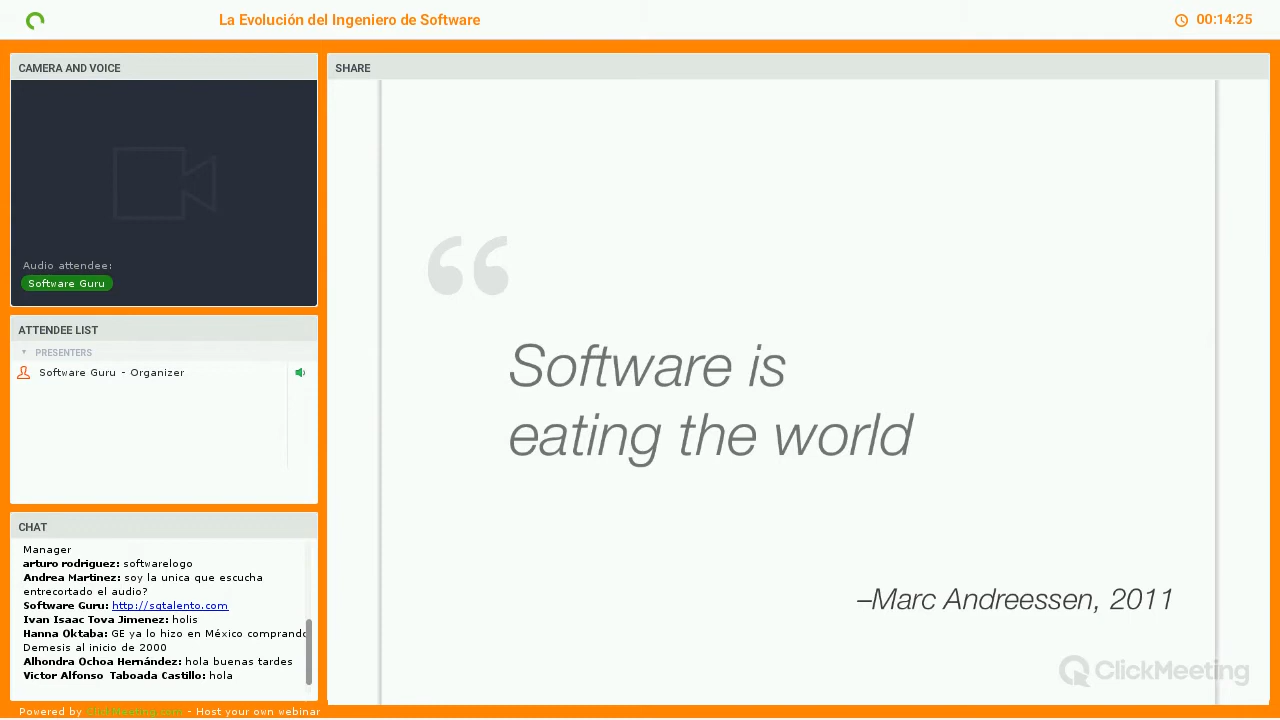 La Evolución del Ingeniero de Software
00:14:25
CAMERA AND VOICE
Audio attendee:
Software Guru
ATTENDEE LIST
PRESENTERS
Software Guru - Organizer
CHAT
Manager
arturo rodriguez: softwarelogo
Andrea Martinez: soy la unica que escucha
entrecortado el audio?
Software Guru: http://sgtalento.com
Ivan Isaac Tova Jimenez: holis
Hanna Oktaba: GE ya lo hizo en México comprando
Demesis al inicio de 2000
Alhondra Ochoa Hernández: hola buenas tardes
Victor Alfonso Taboada Castillo: hola
Powered by ClickMeeting.com - Host your own webinar
SHARE
“
Software is
eating the world
–Marc Andreessen, 2011
ClickMeeting